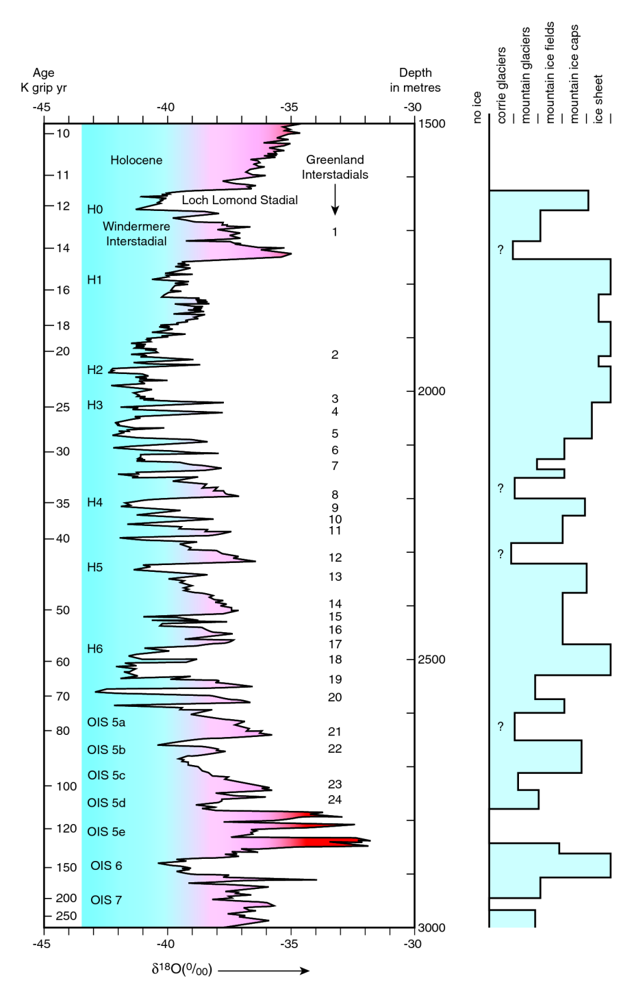 Age
K grip yr
Depth
in metres
no ice
corrie glaciers
mountain glaciers
mountain ice fields
mountain ice caps
ice sheet
-45
-40
-35
-30
1500
10
Holocene
Greenland
Interstadials
11
Loch Lomond Stadial
12
H0
Windermere
Interstadial
1
14
?
H1
16
18
20
2
H2
2000
3
H3
25
4
5
30
6
7
?
8
H4
35
9
10
11
40
?
12
H5
13
14
50
15
16
17
H6
18
60
2500
19
70
20
OIS 5a
?
80
21
OIS 5b
22
OIS 5c
100
23
24
OIS 5d
120
OIS 5e
OIS 6
150
200
OIS 7
250
3000
-45
-40
-35
-30
δ18O(0/00)